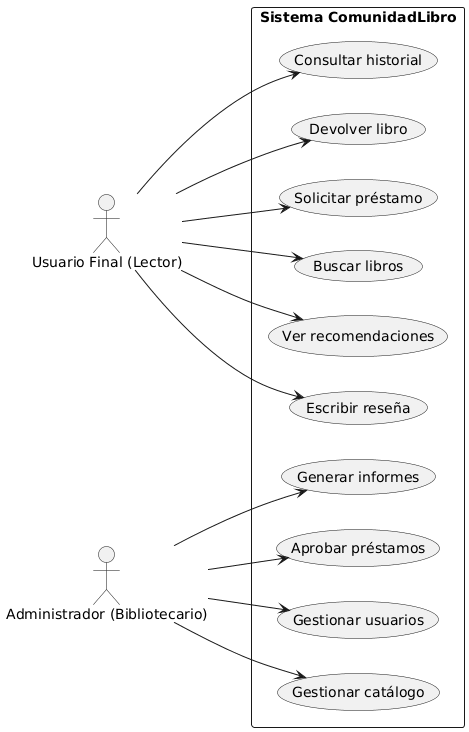 Sistema ComunidadLibro
Consultar historial
Devolver libro
Solicitar préstamo
Usuario Final (Lector)
Buscar libros
Ver recomendaciones
Escribir reseña
Generar informes
Aprobar préstamos
Administrador (Bibliotecario)
Gestionar usuarios
Gestionar catálogo